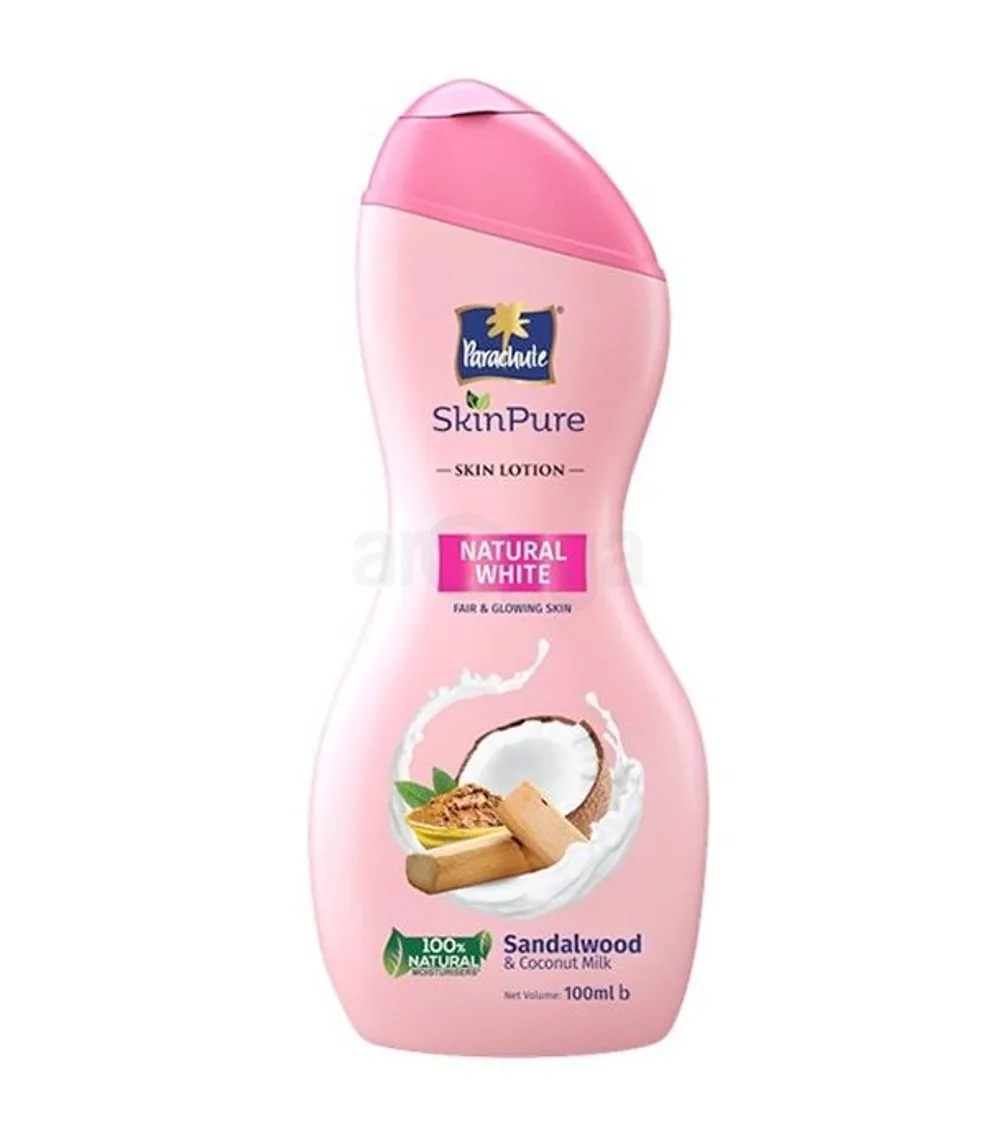 Parachute®
SkinPure
— SKIN LOTION —
NATURAL
WHITE
FAIR & GLOWING SKIN
100%
NATURAL
MOISTURISERS*
Sandalwood
& Coconut Milk
Net Volume: 100ml b